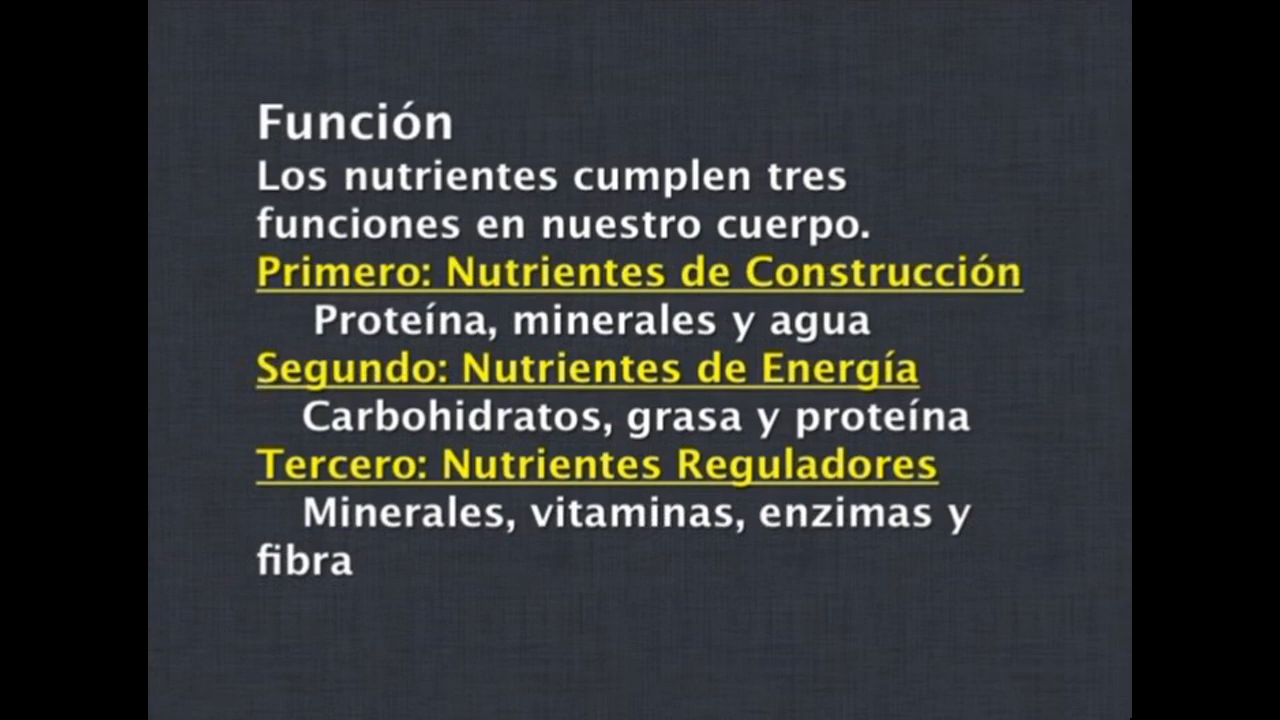 Función
Los nutrientes cumplen tres
funciones en nuestro cuerpo.
Primero: Nutrientes de Construcción
Proteína, minerales y agua
Segundo: Nutrientes de Energía
Carbohidratos, grasa y proteína
Tercero: Nutrientes Reguladores
Minerales, vitaminas, enzimas y
fibra